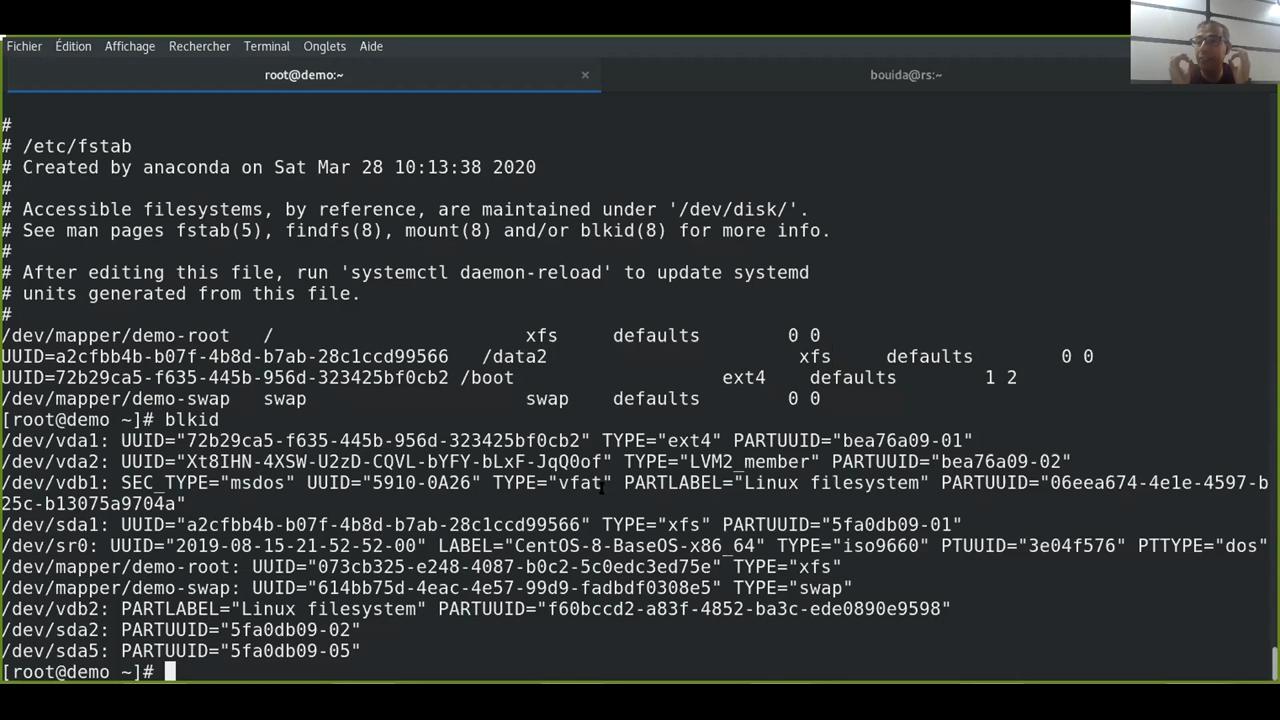 Fichier Édition Affichage Rechercher Terminal Onglets Aide
root@demo:~ × bouida@rs:~
#
# /etc/fstab
# Created by anaconda on Sat Mar 28 10:13:38 2020
#
# Accessible filesystems, by reference, are maintained under '/dev/disk/'.
# See man pages fstab(5), findfs(8), mount(8) and/or blkid(8) for more info.
#
# After editing this file, run 'systemctl daemon-reload' to update systemd
# units generated from this file.
#
/dev/mapper/demo-root / xfs defaults 0 0
UUID=a2cfbb4b-b07f-4b8d-b7ab-28c1ccd99566 /data2 xfs defaults 0 0
UUID=72b29ca5-f635-445b-956d-323425bf0cb2 /boot ext4 defaults 1 2
/dev/mapper/demo-swap swap swap defaults 0 0
[root@demo ~]# blkid
/dev/vda1: UUID="72b29ca5-f635-445b-956d-323425bf0cb2" TYPE="ext4" PARTUUID="bea76a09-01"
/dev/vda2: UUID="Xt8IHN-4XSW-U2zD-CQVL-bYFY-bLxF-JqQ0of" TYPE="LVM2_member" PARTUUID="bea76a09-02"
/dev/vdb1: SEC_TYPE="msdos" UUID="5910-0A26" TYPE="vfat" PARTLABEL="Linux filesystem" PARTUUID="06eea674-4e1e-4597-b
25c-b13075a9704a"
/dev/sda1: UUID="a2cfbb4b-b07f-4b8d-b7ab-28c1ccd99566" TYPE="xfs" PARTUUID="5fa0db09-01"
/dev/sr0: UUID="2019-08-15-21-52-52-00" LABEL="CentOS-8-BaseOS-x86_64" TYPE="iso9660" PTUUID="3e04f576" PTTYPE="dos"
/dev/mapper/demo-root: UUID="073cb325-e248-4087-b0c2-5c0edc3ed75e" TYPE="xfs"
/dev/mapper/demo-swap: UUID="614bb75d-4eac-4e57-99d9-fadbdf0308e5" TYPE="swap"
/dev/vdb2: PARTLABEL="Linux filesystem" PARTUUID="f60bccd2-a83f-4852-ba3c-ede0890e9598"
/dev/sda2: PARTUUID="5fa0db09-02"
/dev/sda5: PARTUUID="5fa0db09-05"
[root@demo ~]#